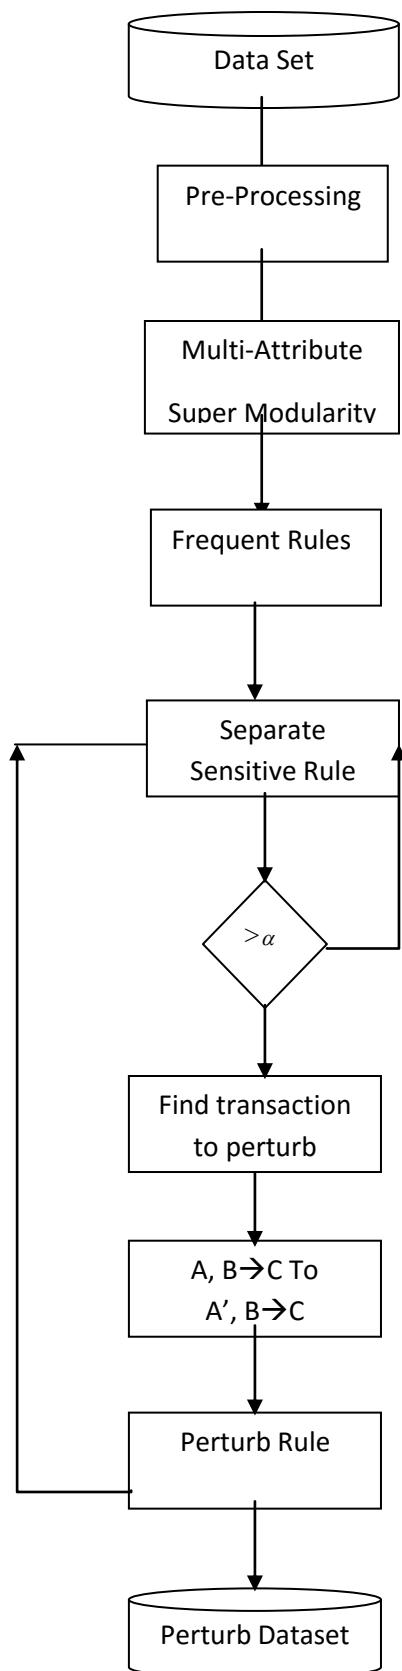 Data Set
Pre-Processing
Multi-Attribute
Super Modularity
Frequent Rules
Separate
Sensitive Rule
>α
Find transaction
to perturb
A, B→C To
A’, B→C
Perturb Rule
Perturb Dataset